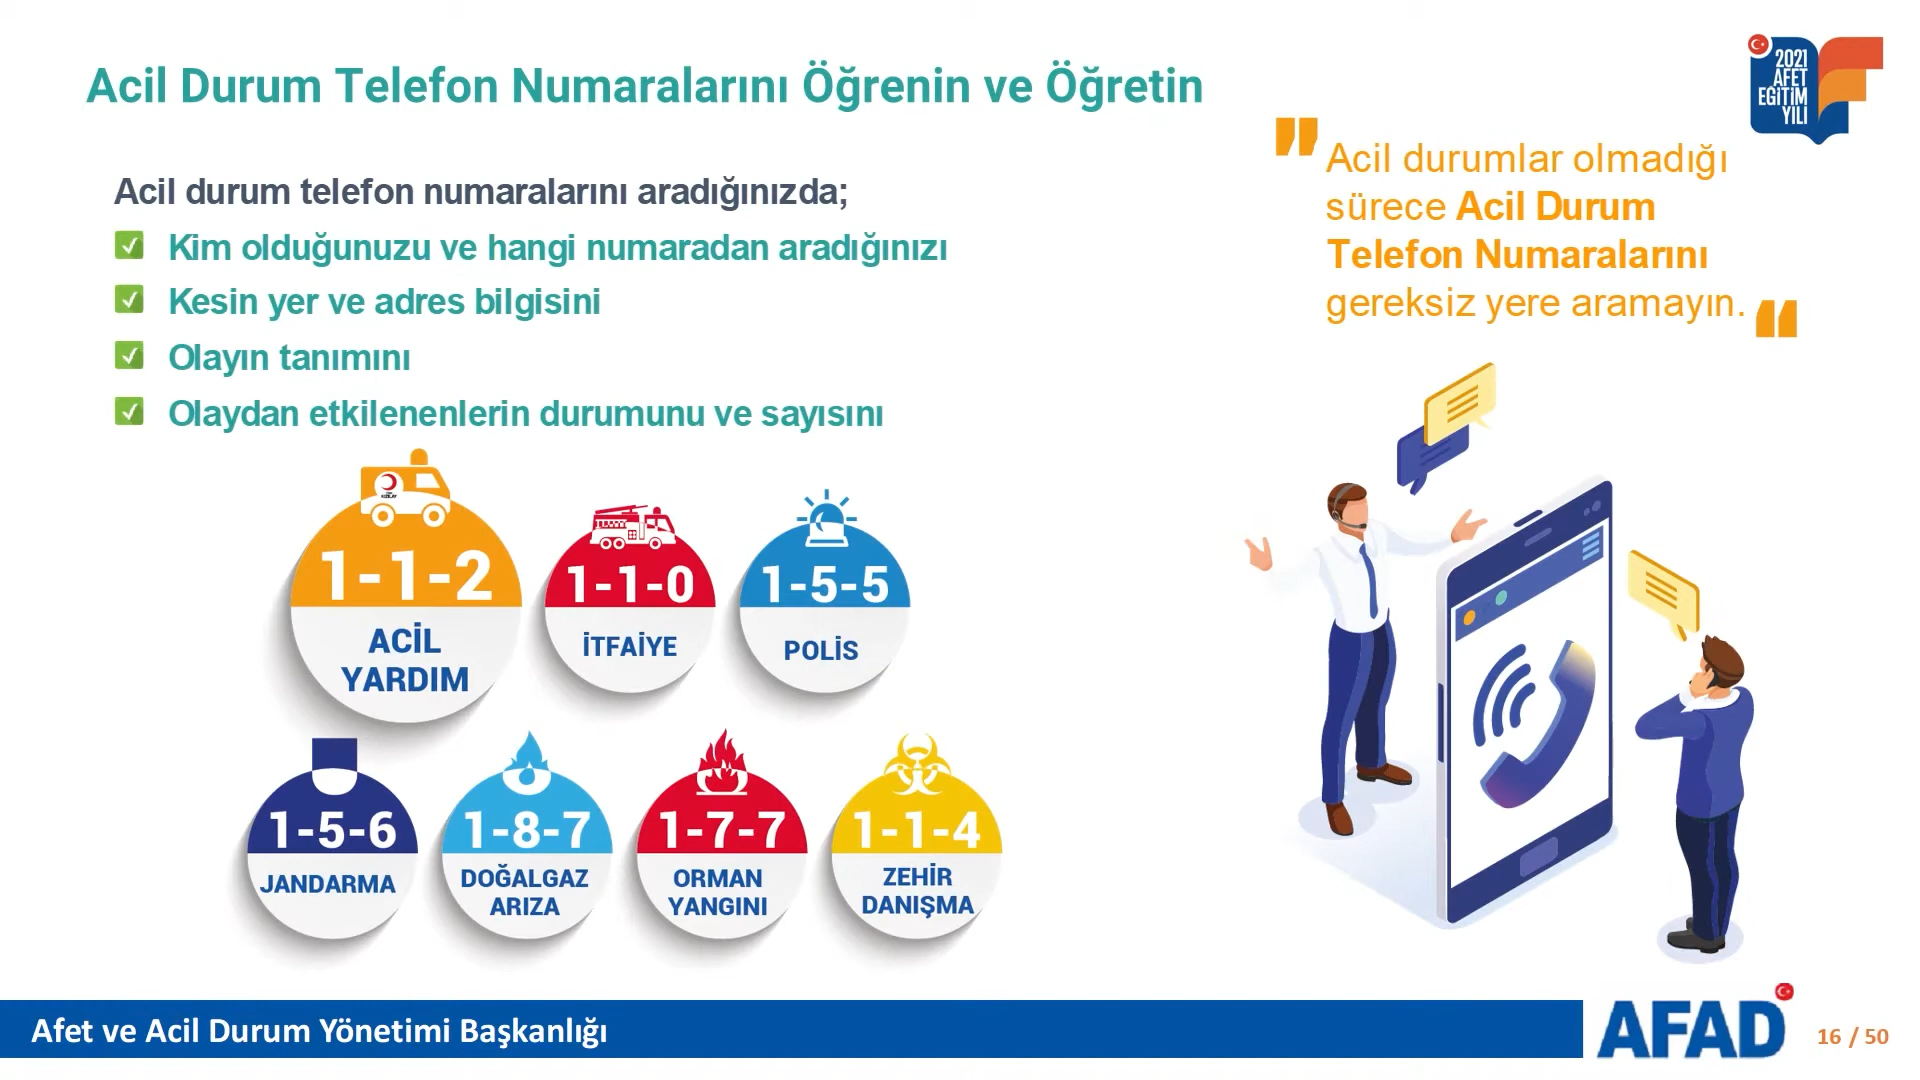 Acil Durum Telefon Numaralarını Öğrenin ve Öğretin
2021
AFET
EĞİTİM
YILI
Acil durum telefon numaralarını aradığınızda;
Kim olduğunuzu ve hangi numaradan aradığınızı
Kesin yer ve adres bilgisini
Olayın tanımını
Olaydan etkilenenlerin durumunu ve sayısını
" Acil durumlar olmadığı
sürece Acil Durum
Telefon Numaralarını
gereksiz yere aramayın. "
1-1-2
ACİL
YARDIM
1-1-0
İTFAİYE
1-5-5
POLİS
1-5-6
JANDARMA
1-8-7
DOĞALGAZ
ARIZA
1-7-7
ORMAN
YANGINI
1-1-4
ZEHİR
DANIŞMA
Afet ve Acil Durum Yönetimi Başkanlığı
AFAD
16 / 50